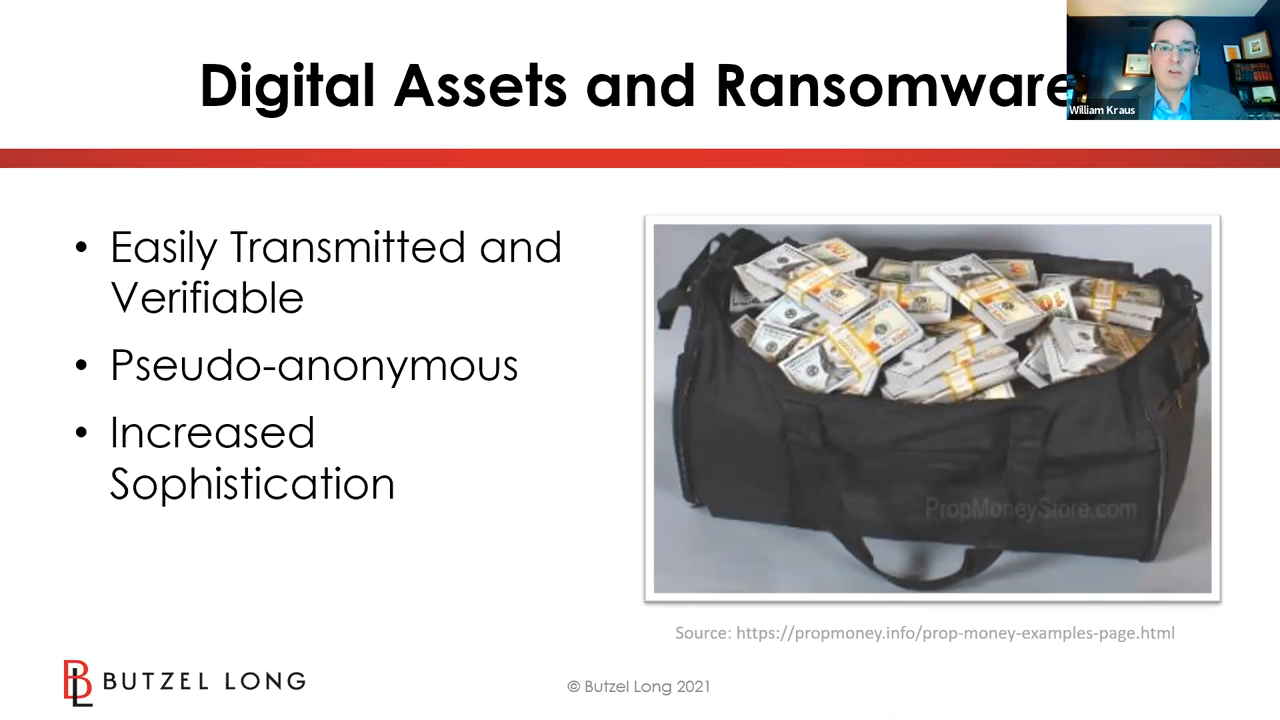 Digital Assets and Ransomware
William Kraus
• Easily Transmitted and
Verifiable
• Pseudo-anonymous
• Increased
Sophistication
PropMoneyStore.com
Source: https://propmoney.info/prop-money-examples-page.html
BL BUTZEL LONG
© Butzel Long 2021